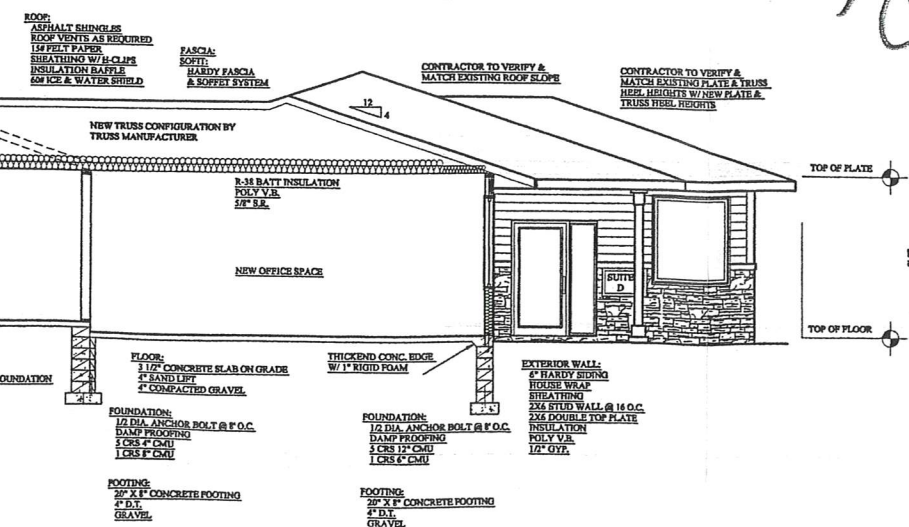 ROOF:
ASPHALT SHINGLES
ROOF VENTS AS REQUIRED
15# FELT PAPER
SHEATHING W/ H-CLIPS
INSULATION BAFFLE
60# ICE & WATER SHIELD
FASCIA:
SOFIT:
HARDY FASCIA
& SOFFET SYSTEM
CONTRACTOR TO VERIFY &
MATCH EXISTING ROOF SLOPE
CONTRACTOR TO VERIFY &
MATCH EXISTING PLATE & TRUSS
HEEL HEIGHTS W/ NEW PLATE &
TRUSS HEEL HEIGHTS
12
4
NEW TRUSS CONFIGURATION BY
TRUSS MANUFACTURER
TOP OF PLATE
R-38 BATT INSULATION
POLY V.B.
5/8" S.R.
NEW OFFICE SPACE
SUITE
D
TOP OF FLOOR
OUNDATION
FLOOR:
3 1/2" CONCRETE SLAB ON GRADE
4" SAND LIFT
4" COMPACTED GRAVEL
THICKEND CONC. EDGE
W/ 1" RIGID FOAM
EXTERIOR WALL:
6" HARDY SIDING
HOUSE WRAP
SHEATHING
2X6 STUD WALL @ 16 O.C.
2X6 DOUBLE TOP PLATE
INSULATION
POLY V.B.
1/2" GYP.
FOUNDATION:
1/2 DIA. ANCHOR BOLT @ 8' O.C.
DAMP PROOFING
5 CRS 4" CMU
1 CRS 8" CMU
FOUNDATION:
1/2 DIA. ANCHOR BOLT @ 8' O.C.
DAMP PROOFING
5 CRS 12" CMU
1 CRS 6" CMU
FOOTING:
20" X 8" CONCRETE FOOTING
4" D.T.
GRAVEL
FOOTING:
20" X 8" CONCRETE FOOTING
4" D.T.
GRAVEL